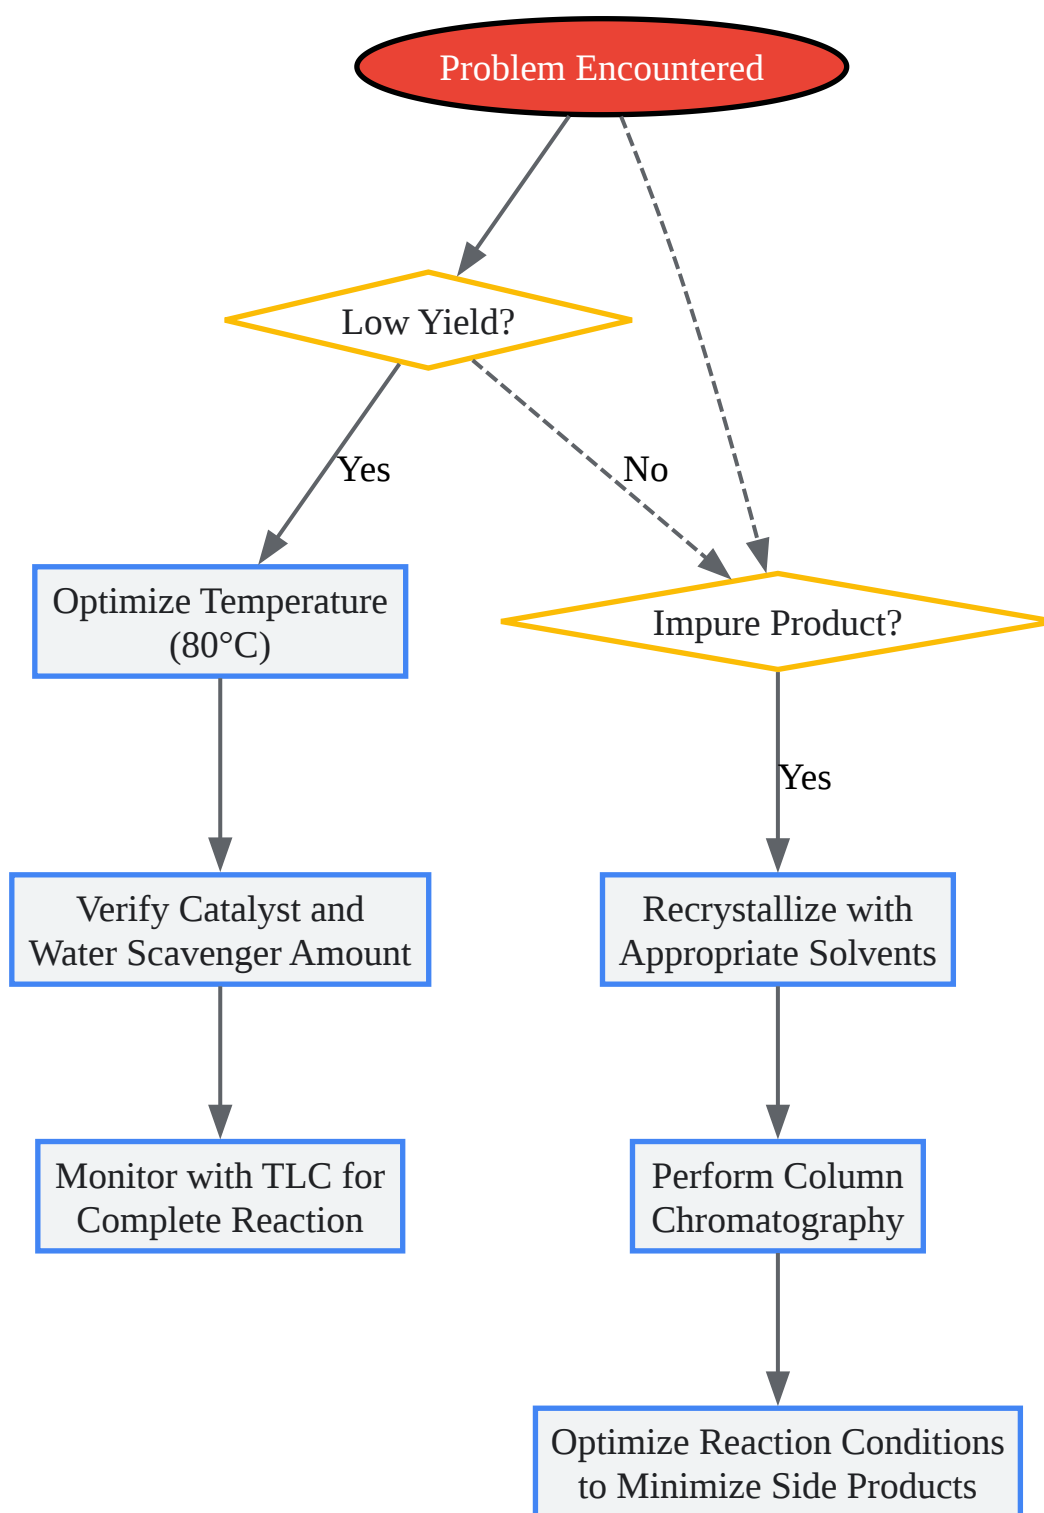 Problem Encountered
Low Yield?
Yes
No
Optimize Temperature
(80°C)
Impure Product?
Yes
Verify Catalyst and
Water Scavenger Amount
Recrystallize with
Appropriate Solvents
Monitor with TLC for
Complete Reaction
Perform Column
Chromatography
Optimize Reaction Conditions
to Minimize Side Products